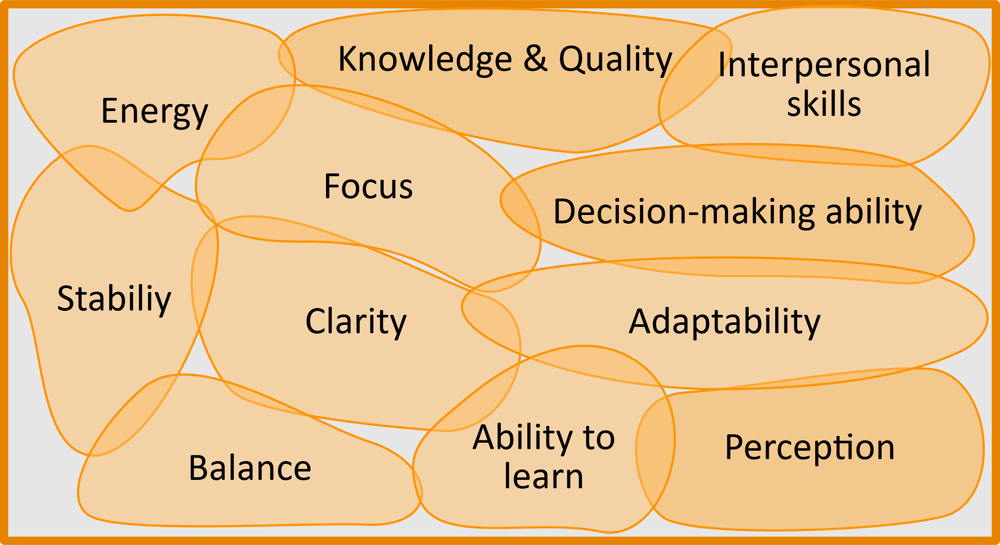 Knowledge & Quality
Interpersonal
skills
Energy
Focus
Decision-making ability
Stabiliy
Clarity
Adaptability
Ability to
learn
Perception
Balance